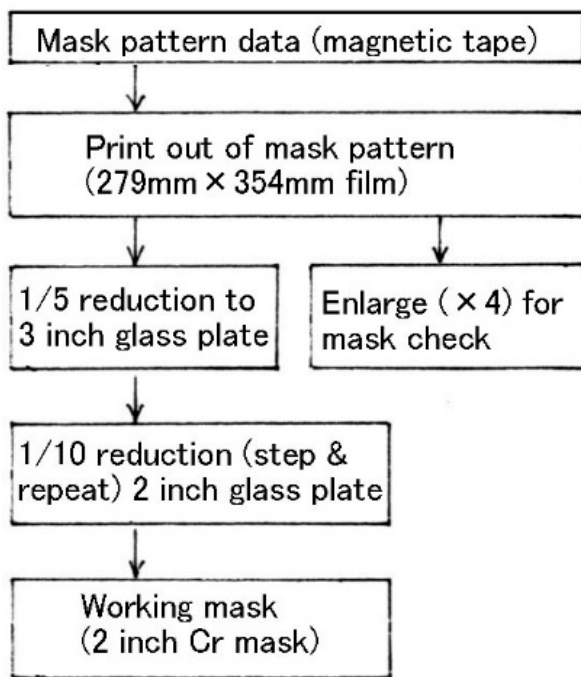 Mask pattern data (magnetic tape)
Print out of mask pattern
(279mm × 354mm film)
1/5 reduction to
3 inch glass plate
Enlarge (× 4) for
mask check
1/10 reduction (step &
repeat) 2 inch glass plate
Working mask
(2 inch Cr mask)